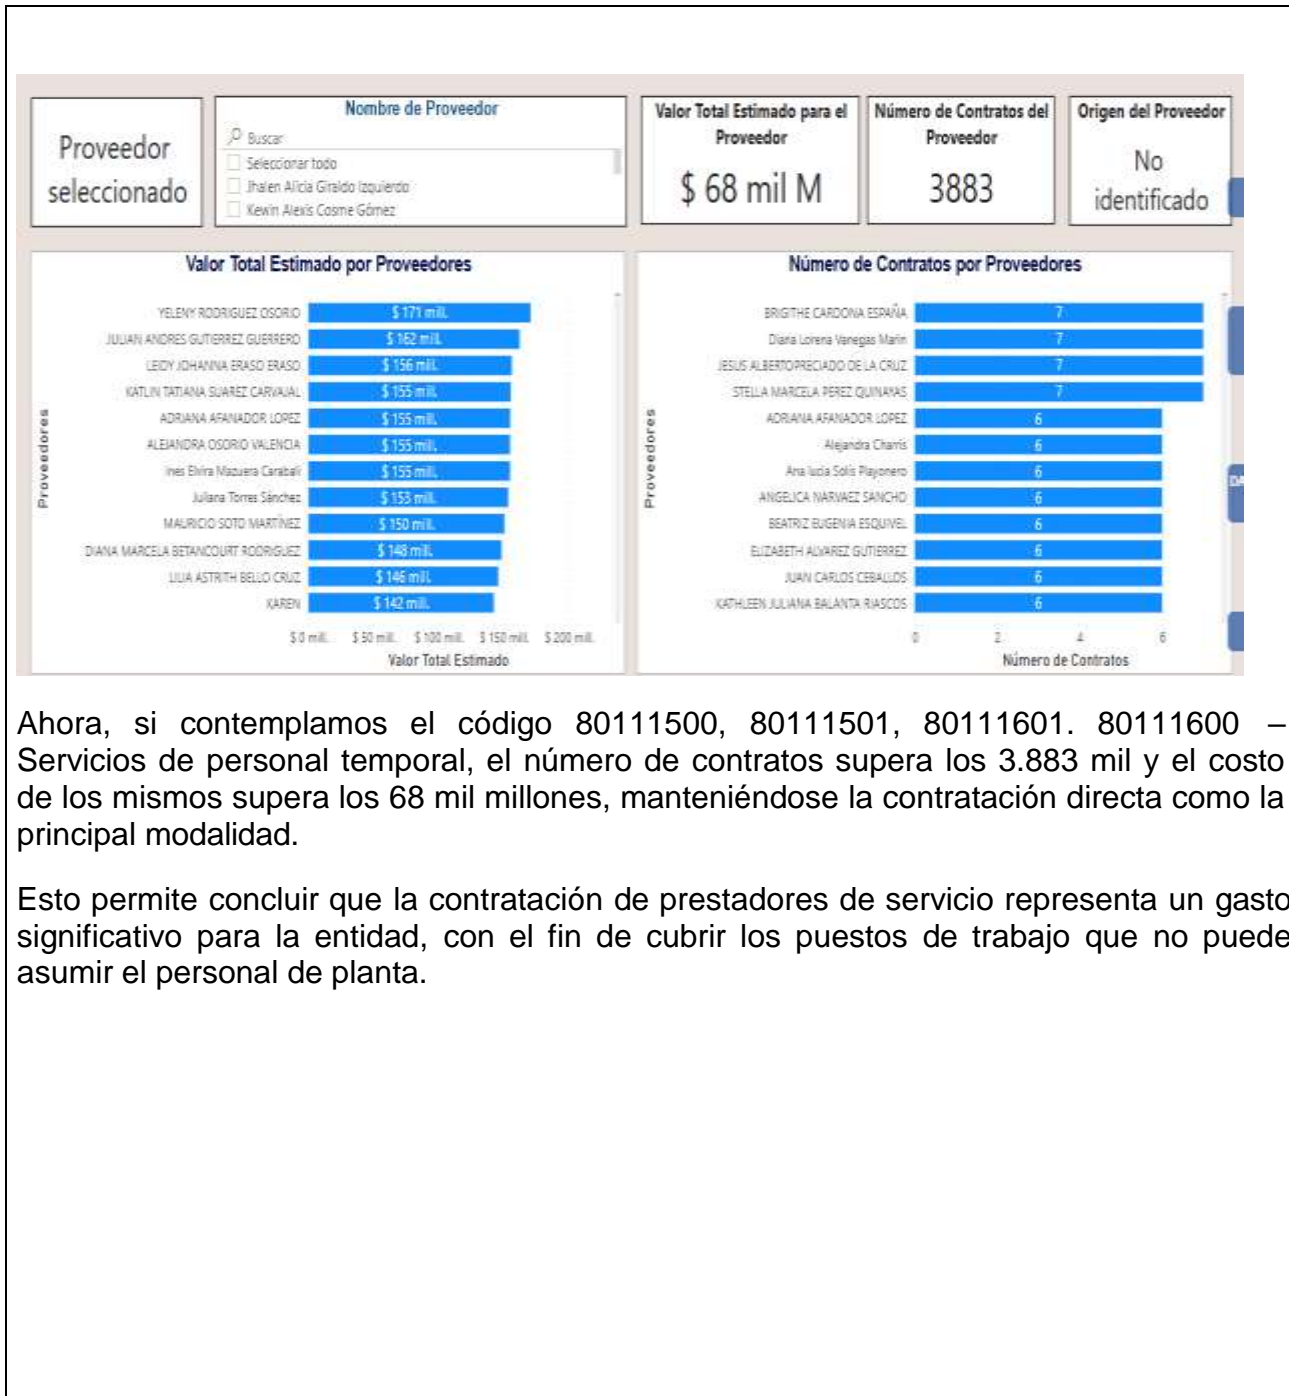 Proveedor
seleccionado
Nombre de Proveedor
Buscar
Seleccionar todo
Jhalen Alicia Giraldo Izquierdo
Kewin Alexis Cosme Gómez
Valor Total Estimado para el
Proveedor
$ 68 mil M
Número de Contratos del
Proveedor
3883
Origen del Proveedor
No
identificado
Valor Total Estimado por Proveedores
Proveedores
YELENY RODRIGUEZ OSORIO $ 171 mill.
JULIAN ANDRES GUTIERREZ GUERRERO $ 162 mill.
LEIDY JOHANNA ERASO ERASO $ 156 mill.
KATLIN TATIANA SUAREZ CARVAJAL $ 155 mill.
ADRIANA AFANADOR LOPEZ $ 155 mill.
ALEJANDRA OSORIO VALENCIA $ 155 mill.
Ines Elvira Mazuera Carabali $ 155 mill.
Juliana Torres Sánchez $ 153 mill.
MAURICIO SOTO MARTÍNEZ $ 150 mill.
DIANA MARCELA BETANCOURT RODRIGUEZ $ 148 mill.
LILIA ASTRITH BELLO CRUZ $ 146 mill.
KAREN $ 142 mill.
$ 0 mill. $ 50 mill. $ 100 mill. $ 150 mill. $ 200 mill.
Valor Total Estimado
Número de Contratos por Proveedores
Proveedores
BRIGITHE CARDONA ESPAÑA 7
Diana Lorena Vanegas Marin 7
JESUS ALBERTOPRECIADO DE LA CRUZ 7
STELLA MARCELA PEREZ QUINAYAS 7
ADRIANA AFANADOR LOPEZ 6
Alejandra Charris 6
Ana lucia Solis Playonero 6
ANGELICA NARVAEZ SANCHO 6
BEATRIZ EUGENIA ESQUIVEL 6
ELIZABETH ALVAREZ GUTIERREZ 6
JUAN CARLOS CEBALLOS 6
KATHLEEN JULIANA BALANTA RIASCOS 6
0 2 4 6
Número de Contratos
DA
Ahora, si contemplamos el código 80111500, 80111501, 80111601. 80111600 –
Servicios de personal temporal, el número de contratos supera los 3.883 mil y el costo
de los mismos supera los 68 mil millones, manteniéndose la contratación directa como la
principal modalidad.
Esto permite concluir que la contratación de prestadores de servicio representa un gasto
significativo para la entidad, con el fin de cubrir los puestos de trabajo que no puede
asumir el personal de planta.